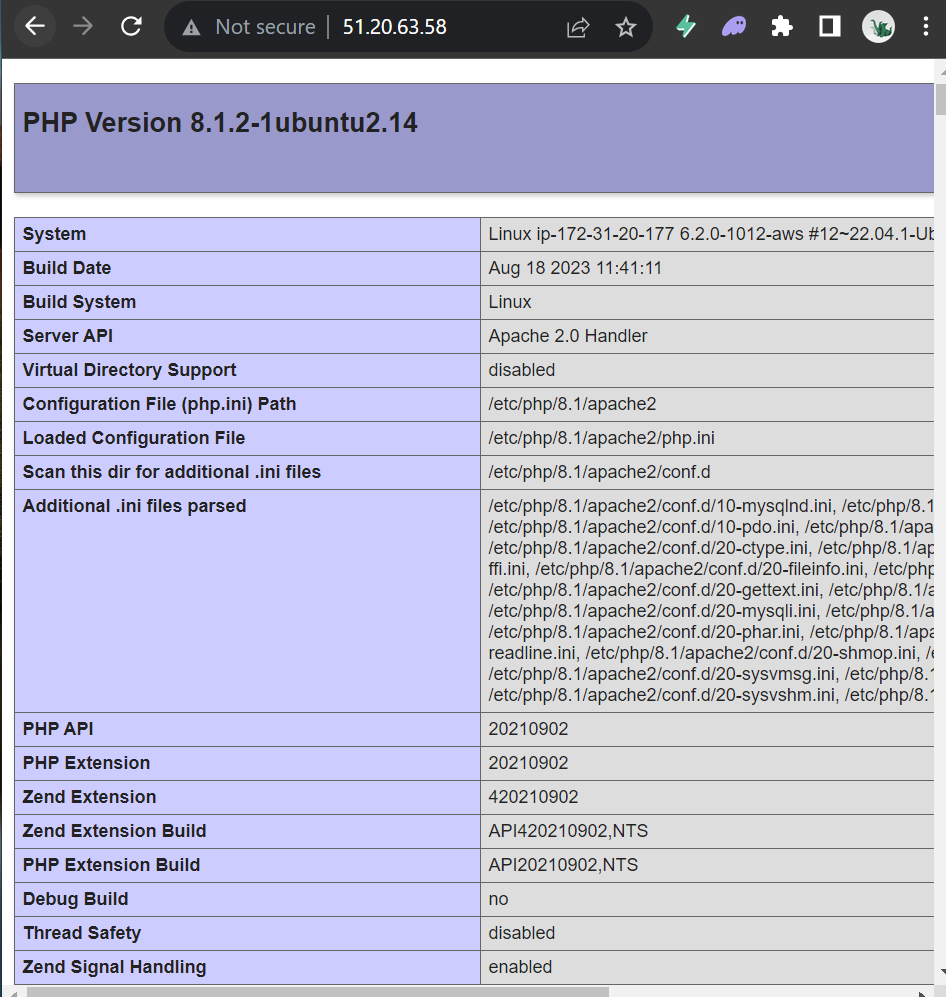 Not secure 51.20.63.58
PHP Version 8.1.2-1ubuntu2.14
System Linux ip-172-31-20-177 6.2.0-1012-aws #12~22.04.1-Ub
Build Date Aug 18 2023 11:41:11
Build System Linux
Server API Apache 2.0 Handler
Virtual Directory Support disabled
Configuration File (php.ini) Path /etc/php/8.1/apache2
Loaded Configuration File /etc/php/8.1/apache2/php.ini
Scan this dir for additional .ini files /etc/php/8.1/apache2/conf.d
Additional .ini files parsed /etc/php/8.1/apache2/conf.d/10-mysqlnd.ini, /etc/php/8.1
/etc/php/8.1/apache2/conf.d/10-pdo.ini, /etc/php/8.1/apa
/etc/php/8.1/apache2/conf.d/20-ctype.ini, /etc/php/8.1/ap
ffi.ini, /etc/php/8.1/apache2/conf.d/20-fileinfo.ini, /etc/php
/etc/php/8.1/apache2/conf.d/20-gettext.ini, /etc/php/8.1/a
/etc/php/8.1/apache2/conf.d/20-mysqli.ini, /etc/php/8.1/a
/etc/php/8.1/apache2/conf.d/20-phar.ini, /etc/php/8.1/apa
readline.ini, /etc/php/8.1/apache2/conf.d/20-shmop.ini, /e
/etc/php/8.1/apache2/conf.d/20-sysvmsg.ini, /etc/php/8.1
/etc/php/8.1/apache2/conf.d/20-sysvshm.ini, /etc/php/8.1
PHP API 20210902
PHP Extension 20210902
Zend Extension 420210902
Zend Extension Build API420210902,NTS
PHP Extension Build API20210902,NTS
Debug Build no
Thread Safety disabled
Zend Signal Handling enabled